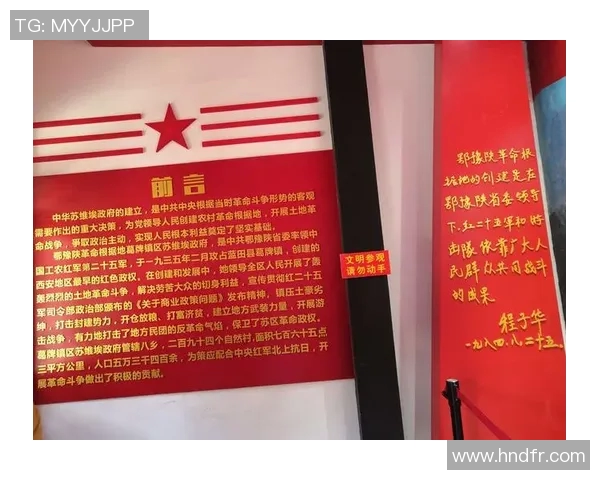 TG: MYYJJPP
前言
中华苏维埃政府的建立，是中共中央根据当时革命斗争形势的客观
需要作出的重大决策，为党领导人民创建农村革命根据地，开展土地革
命战争，争取政治主动，实现人民根本利益奠定了坚实基础。
鄂豫陕革命根据地葛牌镇区苏维埃政府，是中共鄂豫陕省委率领中
国工农红军第二十五军，于一九三五年二月攻占蓝田县葛牌镇，创建的
西安地区最早的红色政权。在创建和发展中，她领导全区人民开展了轰
轰烈烈的土地革命斗争，解决劳苦大众的切身利益，宣传贯彻红二十五
军司令部政治部颁布的《关于商业政策问题》发布精神，镇压土豪劣
绅，打击封建势力，开仓放粮、打富济贫，建立地方武装力量，开展游
击战争，有力地打击了地方民团的反革命气焰，保卫了苏区革命政权。
葛牌镇区苏维埃政府管辖八乡，二百九十四个自然村，面积七百六十五点
三平方公里，人口五万三千四百余，为策应配合中央红军北上抗日，开
展革命斗争做出了积极的贡献。
文明参观
请勿动手
鄂豫陕革命根
据地的创建是在
鄂豫陕省委领导
下，红二十五军和游
击队依靠广大人
民群众共同战斗
的成果
程子华
一九八四.八.二十五.
www.hndfr.com